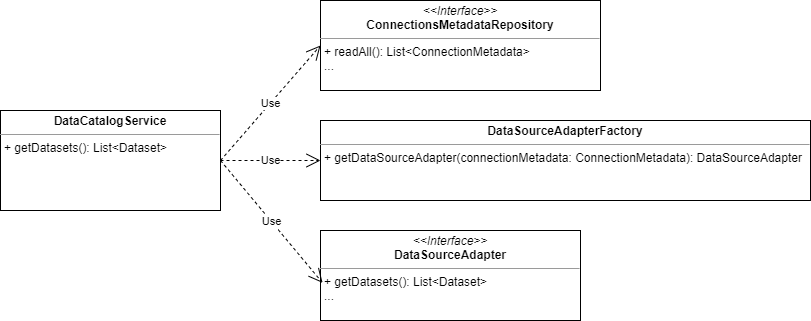 <<Interface>>
ConnectionsMetadataRepository
+ readAll(): List<ConnectionMetadata>
...
Use
DataCatalogService
+ getDatasets(): List<Dataset>
Use
DataSourceAdapterFactory
+ getDataSourceAdapter(connectionMetadata: ConnectionMetadata): DataSourceAdapter
Use
<<Interface>>
DataSourceAdapter
+ getDatasets(): List<Dataset>
...